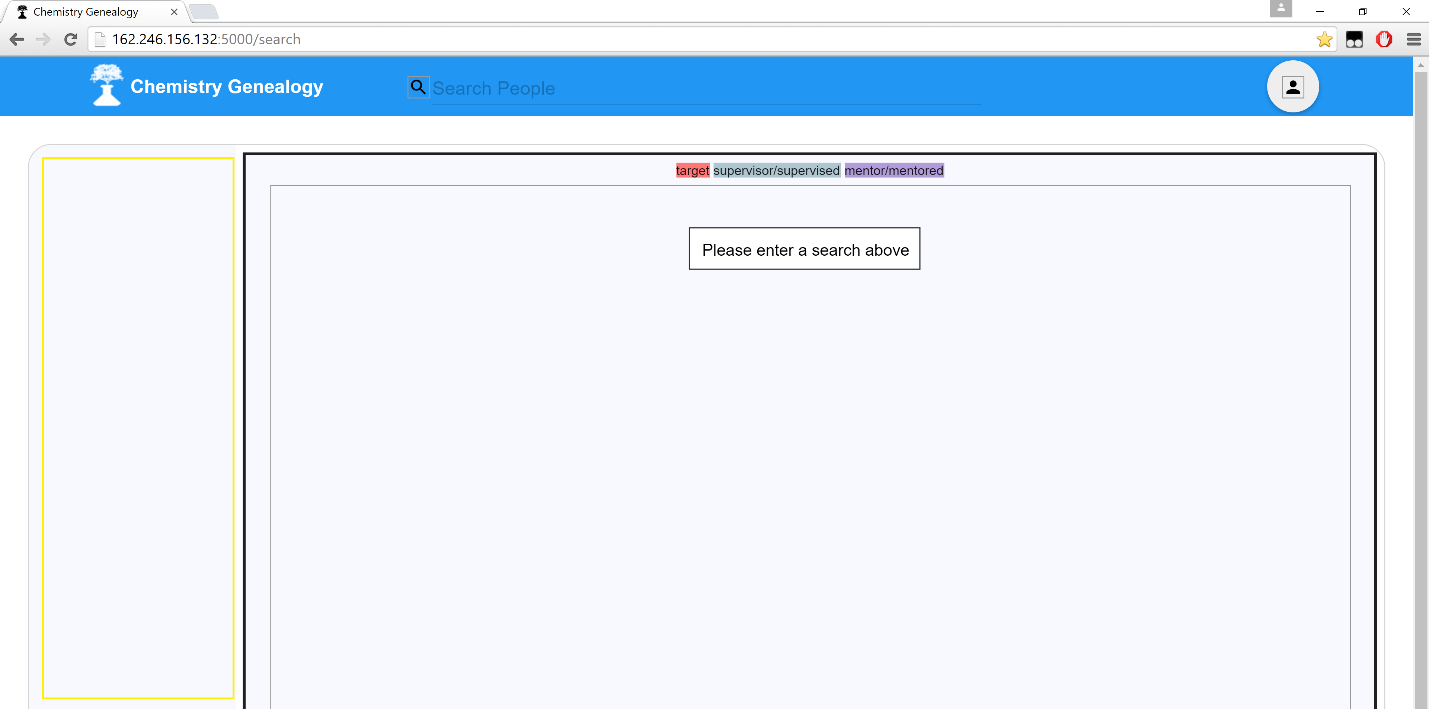 Chemistry Genealogy
162.246.156.132:5000/search
Chemistry Genealogy
Search People
target supervisor/supervised mentor/mentored
Please enter a search above